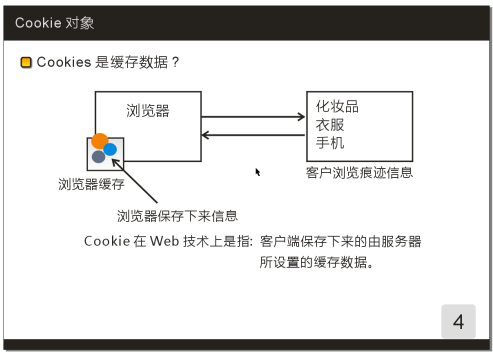 Cookie 对象
Cookies 是缓存数据？
浏览器
化妆品
衣服
手机
客户浏览痕迹信息
浏览器缓存
浏览器保存下来信息
Cookie 在 Web 技术上是指: 客户端保存下来的由服务器
所设置的缓存数据。
4